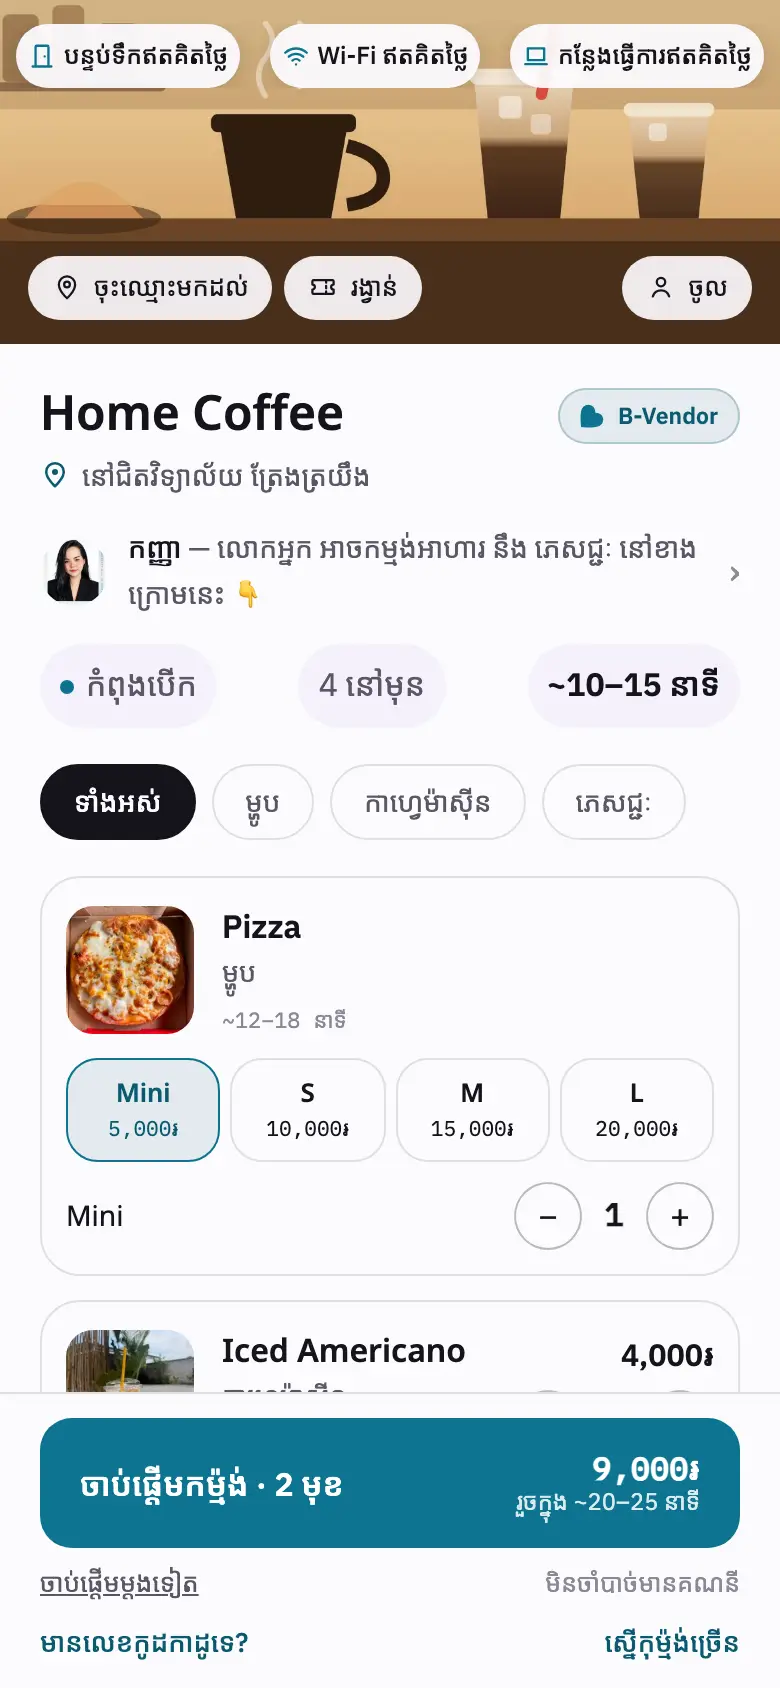 បន្ទប់ទឹកឥតគិតថ្លៃ
Wi-Fi ឥតគិតថ្លៃ
កន្លែងធ្វើការឥតគិតថ្លៃ
ចុះឈ្មោះមកដល់
រង្វាន់
ចូល
Home Coffee
B-Vendor
នៅជិតវិទ្យាល័យ ត្រែងត្រយឹង
កញ្ញា — លោកអ្នក អាចកម្មង់អាហារ នឹង ភេសជ្ជៈ នៅខាង
ក្រោមនេះ 👇
កំពុងបើក
4 នៅមុន
~10–15 នាទី
ទាំងអស់
ម្ហូប
កាហ្វេម៉ាស៊ីន
ភេសជ្ជៈ
Pizza
ម្ហូប
~12–18 នាទី
Mini
5,000៛
S
10,000៛
M
15,000៛
L
20,000៛
Mini
− 1 +
Iced Americano
4,000៛
ចាប់ផ្តើមកម្ម៉ង់ · 2 មុខ
9,000៛
រួចក្នុង ~20–25 នាទី
ចាប់ផ្តើមម្តងទៀត
មិនចាំបាច់មានគណនី
មានលេខកូដកាដូទេ?
ស្នើកុម្ម៉ង់ច្រើន